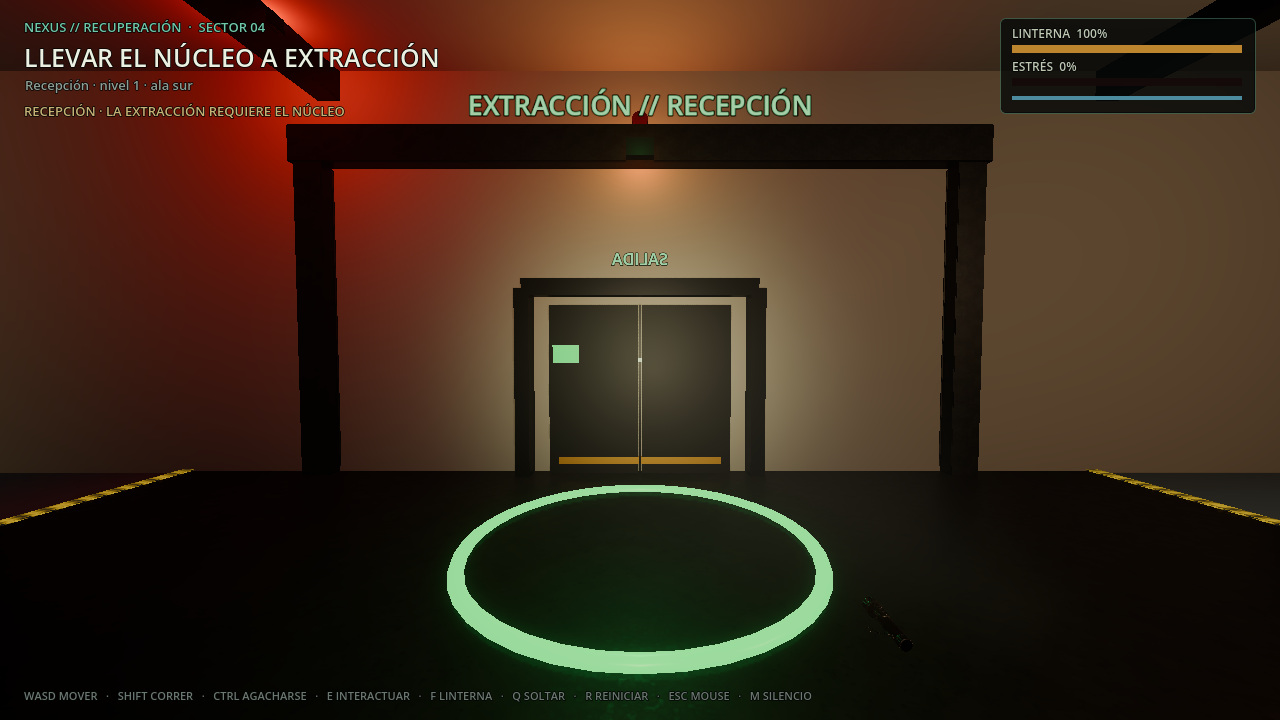 NEXUS // RECUPERACIÓN · SECTOR 04
LLEVAR EL NÚCLEO A EXTRACCIÓN
Recepción · nivel 1 · ala sur
RECEPCIÓN · LA EXTRACCIÓN REQUIERE EL NÚCLEO
LINTERNA 100%
ESTRÉS 0%
EXTRACCIÓN // RECEPCIÓN
SALIDA
WASD MOVER · SHIFT CORRER · CTRL AGACHARSE · E INTERACTUAR · F LINTERNA · Q SOLTAR · R REINICIAR · ESC MOUSE · M SILENCIO